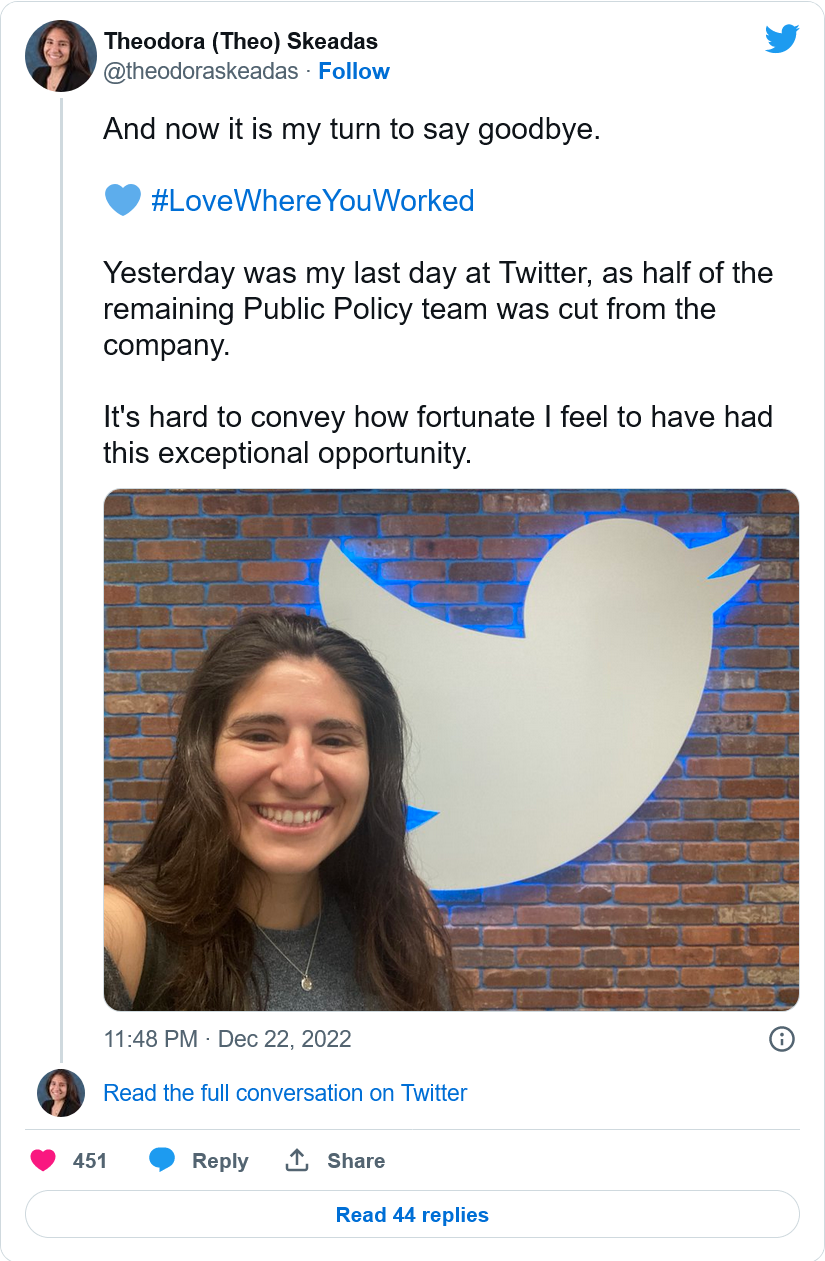 Theodora (Theo) Skeadas
@theodoraskeadas · Follow
And now it is my turn to say goodbye.
💙 #LoveWhereYouWorked
Yesterday was my last day at Twitter, as half of the
remaining Public Policy team was cut from the
company.
It's hard to convey how fortunate I feel to have had
this exceptional opportunity.
11:48 PM · Dec 22, 2022
Read the full conversation on Twitter
451 Reply Share
Read 44 replies